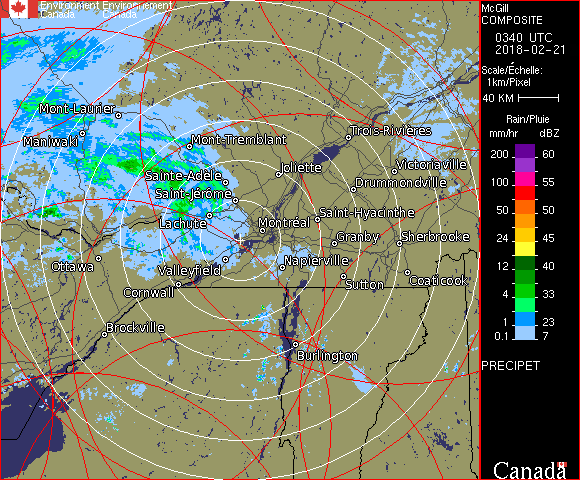 Environment Environnement
Canada Canada
McGill
COMPOSITE
0340 UTC
2018-02-21
Scale/Échelle:
1km/Pixel
40 KM
Rain/Pluie
mm/hr dBZ
200 60
100 55
50 50
24 45
12 40
4 33
1 23
0.1 7
PRECIPET
Canada
Mont-Laurier
Maniwaki
Mont-Tremblant
Trois-Rivières
Sainte-Adèle
Joliette
Victoriaville
Saint-Jérôme
Drummondville
Lachute
Montréal
Saint-Hyacinthe
Granby
Sherbrooke
Ottawa
Valleyfield
Napierville
Cornwall
Sutton
Coaticook
Brockville
Burlington